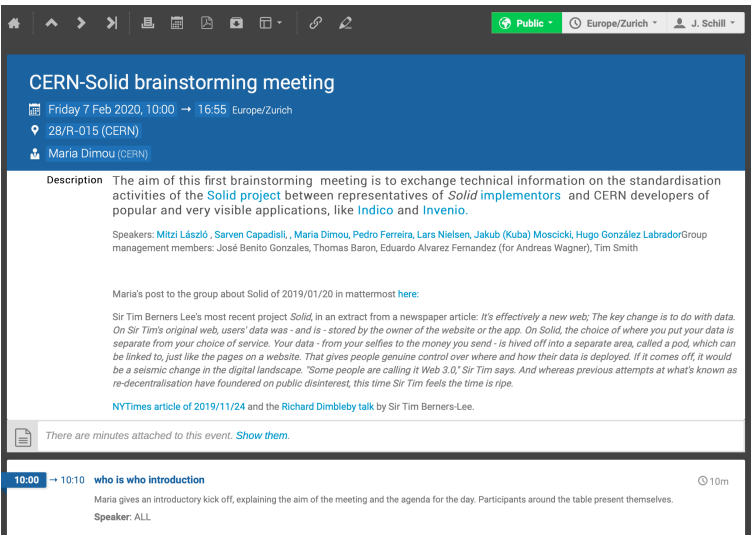 Public Europe/Zurich J. Schill
CERN-Solid brainstorming meeting
Friday 7 Feb 2020, 10:00 → 16:55 Europe/Zurich
28/R-015 (CERN)
Maria Dimou (CERN)
Description The aim of this first brainstorming meeting is to exchange technical information on the standardisation
activities of the Solid project between representatives of Solid implementors and CERN developers of
popular and very visible applications, like Indico and Invenio.
Speakers: Mitzi László , Sarven Capadisli, , Maria Dimou, Pedro Ferreira, Lars Nielsen, Jakub (Kuba) Moscicki, Hugo González LabradorGroup
management members: José Benito Gonzales, Thomas Baron, Eduardo Alvarez Fernandez (for Andreas Wagner), Tim Smith
Maria's post to the group about Solid of 2019/01/20 in mattermost here:
Sir Tim Berners Lee's most recent project Solid, in an extract from a newspaper article: It's effectively a new web; The key change is to do with data.
On Sir Tim's original web, users' data was - and is - stored by the owner of the website or the app. On Solid, the choice of where you put your data is
separate from your choice of service. Your data - from your selfies to the money you send - is hived off into a separate area, called a pod, which can
be linked to, just like the pages on a website. That gives people genuine control over where and how their data is deployed. If it comes off, it would
be a seismic change in the digital landscape. "Some people are calling it Web 3.0," Sir Tim says. And whereas previous attempts at what's known as
re-decentralisation have foundered on public disinterest, this time Sir Tim feels the time is ripe.
NYTimes article of 2019/11/24 and the Richard Dimbleby talk by Sir Tim Berners-Lee.
There are minutes attached to this event. Show them.
10:00 → 10:10 who is who introduction 10m
Maria gives an introductory kick off, explaining the aim of the meeting and the agenda for the day. Participants around the table present themselves.
Speaker: ALL